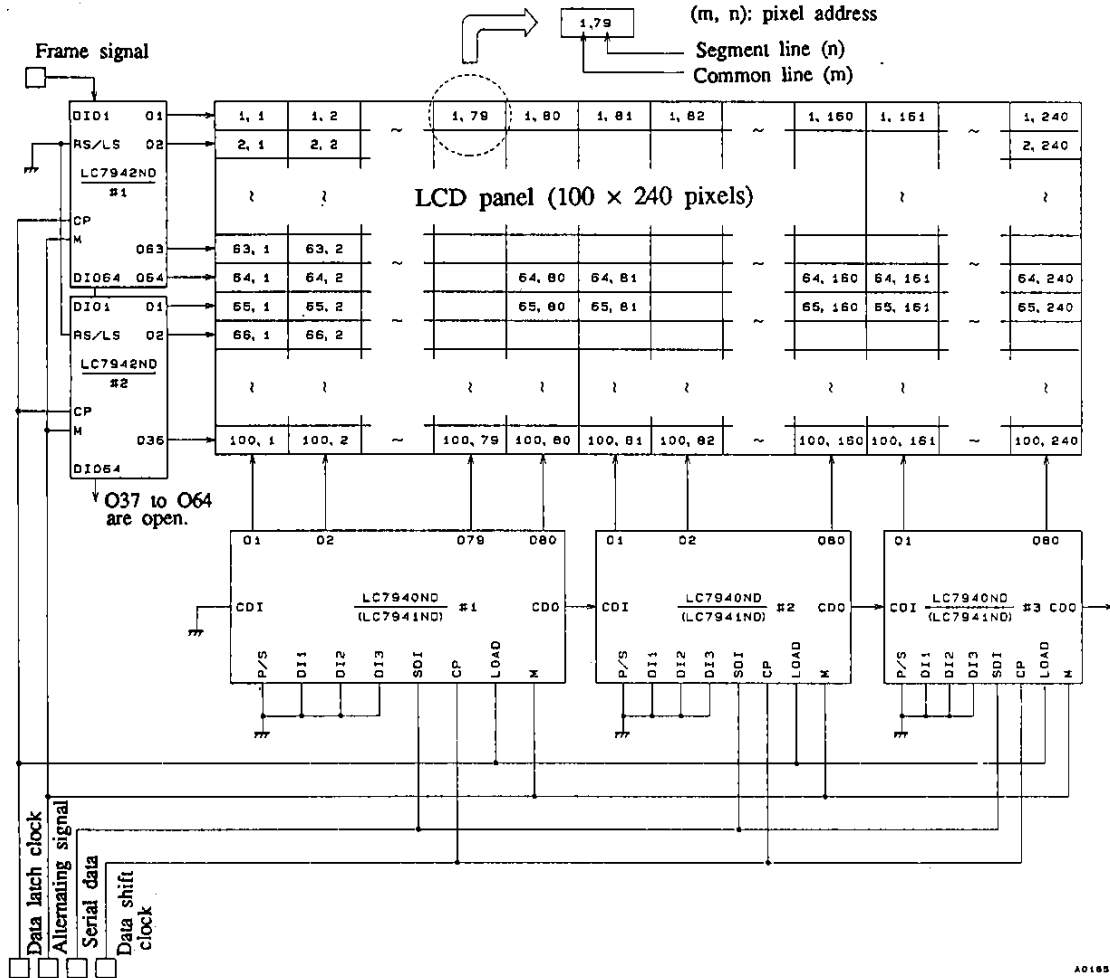 (m, n): pixel address
1,79
Segment line (n)
Common line (m)
Frame signal
DIO1 O1
RS/LS O2
LC7942ND
#1
CP
M
O63
DIO64 O64
DIO1 O1
RS/LS O2
LC7942ND
#2
CP
M
O36
DIO64
O37 to O64
are open.
1, 1 1, 2 ~ 1, 79 1, 80 1, 81 1, 82 ~ 1, 160 1, 161 ~ 1, 240
2, 1 2, 2 2, 240
LCD panel (100 × 240 pixels)
63, 1 63, 2
64, 1 64, 2 ~ 64, 80 64, 81 ~ 64, 160 64, 161 ~ 64, 240
65, 1 65, 2 ~ 65, 80 65, 81 ~ 65, 160 65, 161 ~ 65, 240
66, 1 66, 2
100, 1 100, 2 ~ 100, 79 100, 80 100, 81 100, 82 ~ 100, 160 100, 161 ~ 100, 240
O1 O2 O79 O80
CDI LC7940ND #1 CDO
(LC7941ND)
P/S DI1 DI2 DI3 SDI CP LOAD M
O1 O2 O80
CDI LC7940ND #2 CDO
(LC7941ND)
P/S DI1 DI2 DI3 SDI CP LOAD M
O1 O80
CDI LC7940ND #3 CDO
(LC7941ND)
P/S DI1 DI2 DI3 SDI CP LOAD M
Data latch clock
Alternating signal
Serial data
Data shift
clock